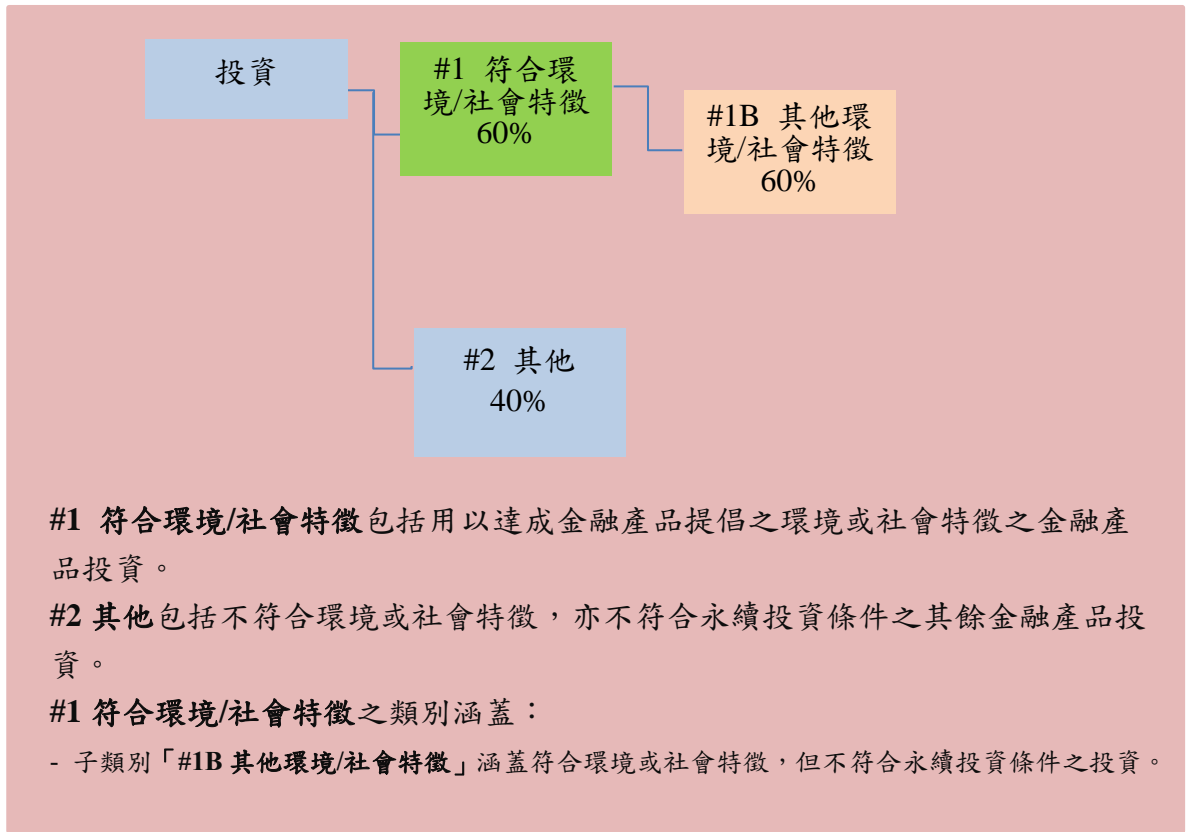 投資
#1 符合環
境/社會特徵
60%
#1B 其他環
境/社會特徵
60%
#2 其他
40%
#1 符合環境/社會特徵包括用以達成金融產品提倡之環境或社會特徵之金融產
品投資。
#2 其他包括不符合環境或社會特徵，亦不符合永續投資條件之其餘金融產品投
資。
#1 符合環境/社會特徵之類別涵蓋：
- 子類別「#1B 其他環境/社會特徵」涵蓋符合環境或社會特徵，但不符合永續投資條件之投資。